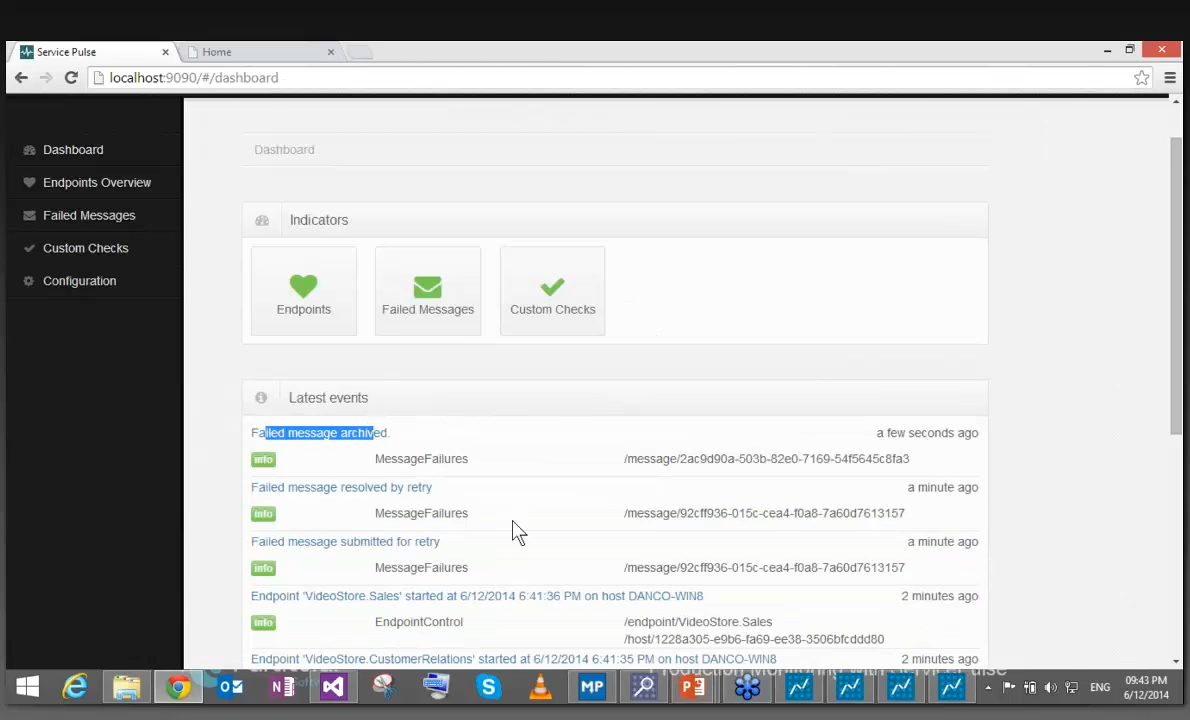 Service Pulse
Home
localhost:9090/#/dashboard
Dashboard
Endpoints Overview
Failed Messages
Custom Checks
Configuration
Dashboard
Indicators
Endpoints
Failed Messages
Custom Checks
Latest events
Failed message archived.
a few seconds ago
info
MessageFailures
/message/2ac9d90a-503b-82e0-7169-54f5645c8fa3
Failed message resolved by retry
a minute ago
info
MessageFailures
/message/92cff936-015c-cea4-f0a8-7a60d7613157
Failed message submitted for retry
a minute ago
info
MessageFailures
/message/92cff936-015c-cea4-f0a8-7a60d7613157
Endpoint 'VideoStore.Sales' started at 6/12/2014 6:41:36 PM on host DANCO-WIN8
2 minutes ago
info
EndpointControl
/endpoint/VideoStore.Sales
/host/1228a305-e9b6-fa69-ee38-3506bfcddd80
Endpoint 'VideoStore.CustomerRelations' started at 6/12/2014 6:41:35 PM on host DANCO-WIN8
2 minutes ago
MP
ENG
09:43 PM
6/12/2014